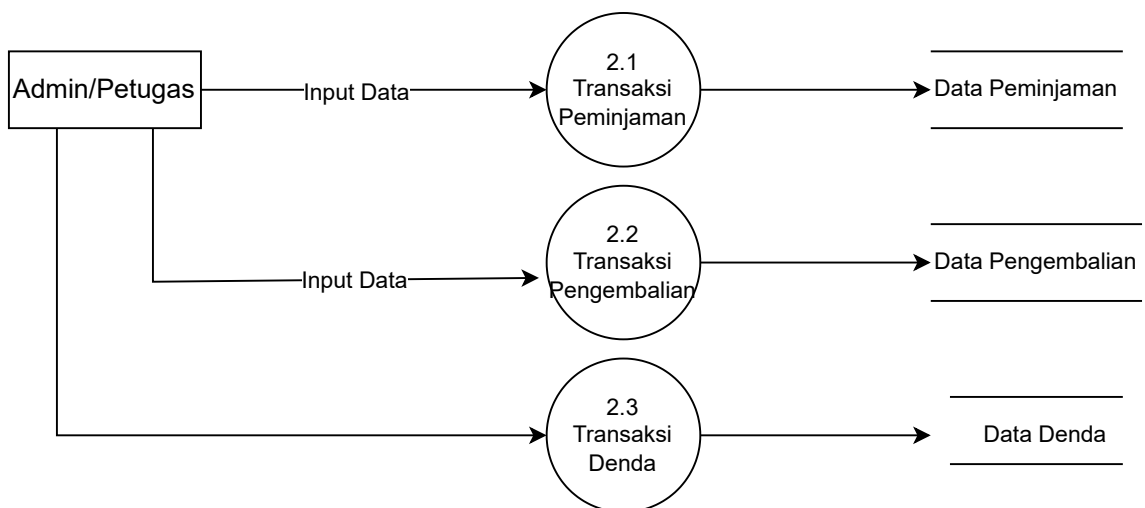 Admin/Petugas
Input Data
2.1
Transaksi
Peminjaman
Data Peminjaman
Input Data
2.2
Transaksi
Pengembalian
Data Pengembalian
2.3
Transaksi
Denda
Data Denda